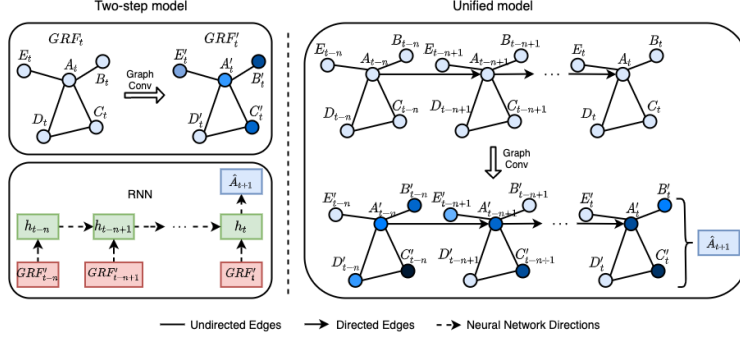 Two-step model
Unified model
GRF_t
GRF'_t
E_t
A_t
B_t
D_t
C_t
Graph
Conv
E'_t
A'_t
B'_t
D'_t
C'_t
RNN
Â_{t+1}
h_{t-n}
h_{t-n+1}
...
h_t
GRF'_{t-n}
GRF'_{t-n+1}
GRF'_t
E_{t-n}
A_{t-n}
B_{t-n}
D_{t-n}
C_{t-n}
E_{t-n+1}
A_{t-n+1}
B_{t-n+1}
D_{t-n+1}
C_{t-n+1}
...
E_t
A_t
B_t
D_t
C_t
Graph
Conv
E'_{t-n}
A'_{t-n}
B'_{t-n}
D'_{t-n}
C'_{t-n}
E'_{t-n+1}
A'_{t-n+1}
B'_{t-n+1}
D'_{t-n+1}
C'_{t-n+1}
...
E'_t
A'_t
B'_t
D'_t
C'_t
Â_{t+1}
Undirected Edges
Directed Edges
Neural Network Directions